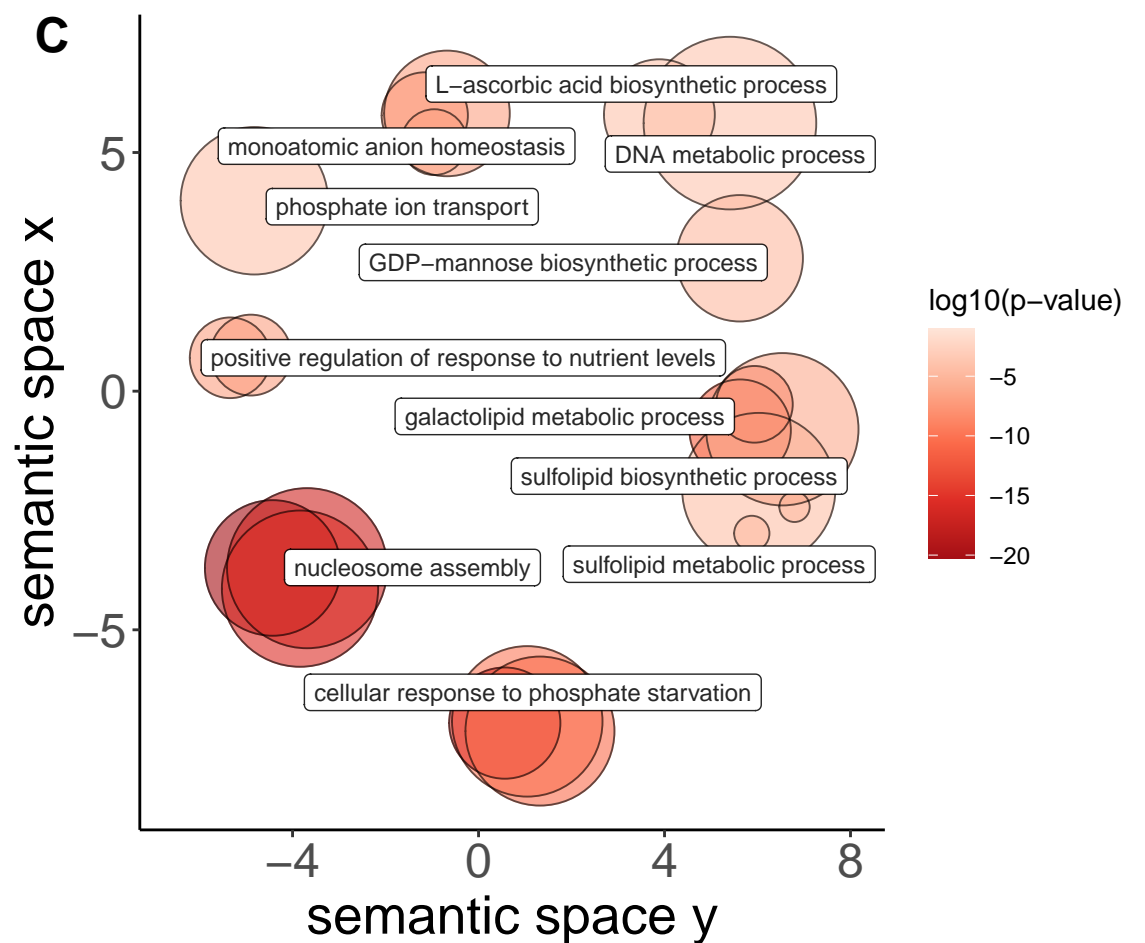 C
L−ascorbic acid biosynthetic process
monoatomic anion homeostasis
DNA metabolic process
phosphate ion transport
GDP−mannose biosynthetic process
positive regulation of response to nutrient levels
galactolipid metabolic process
sulfolipid biosynthetic process
nucleosome assembly
sulfolipid metabolic process
cellular response to phosphate starvation
5
0
−5
semantic space x
−4
0
4
8
semantic space y
log10(p−value)
−5
−10
−15
−20